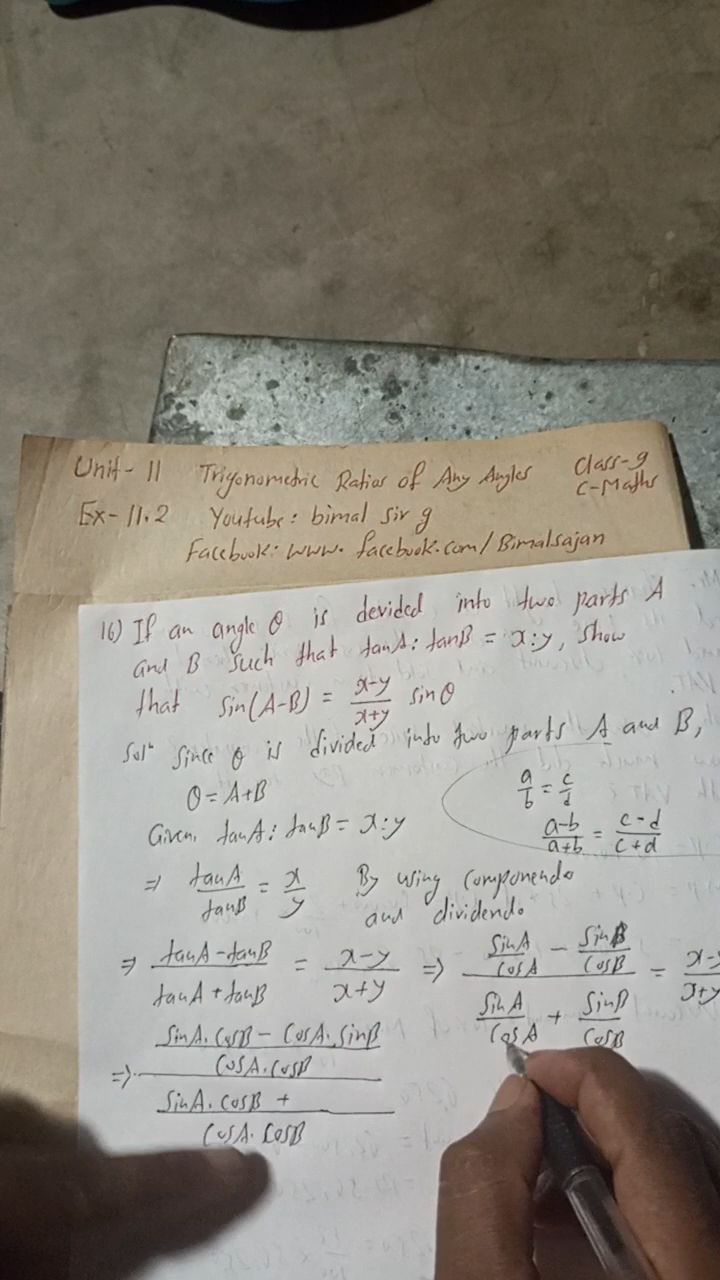 Unit- 11 Trigonometric Ratios of Any Angles Class-9
C-Maths
Ex- 11.2 Youtube: bimal sir g
Facebook: www. facebook.com/Bimalsajan
16) If an angle θ is devided into two parts A
and B such that tanA: tanB = x:y, show
that sin(A-B) = x-y/x+y sinθ
Solⁿ Since θ is divided into two parts A and B,
θ = A+B
a/b = c/d
Given, tanA: tanB = x:y
a-b/a+b = c-d/c+d
⇒ tanA/tanB = x/y By using Componendo
and dividendo
⇒ tanA-tanB/tanA+tanB = x-y/x+y ⇒ SinA/CosA - SinB/CosB / SinA/CosA + SinB/CosB = x-y/x+y
⇒ SinA.CosB - CosA.SinB/CosA.CosB
SinA.CosB +/CosA.CosB